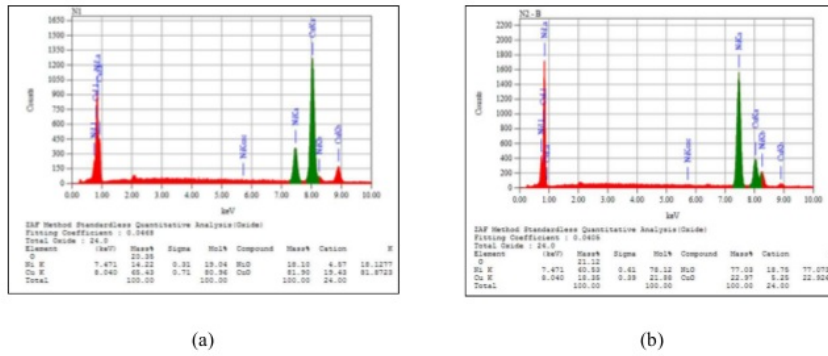 N1
1650
1500
1350
1200
1050
900
750
600
450
300
150
0
Counts
NiKa
CuKa
NiKb
CuKb
NiKesc
0.00 1.00 2.00 3.00 4.00 5.00 6.00 7.00 8.00 9.00 10.00
keV
ZAF Method Standardless Quantitative Analysis(Oxide)
Fitting Coefficient : 0.0468
Total Oxide : 24.0
Element (keV) Mass% Sigma Mol% Compound Mass% Cation K
O 20.35
Ni K 7.471 14.22 0.31 19.04 NiO 18.10 4.57 18.1277
Cu K 8.040 65.43 0.71 80.96 CuO 81.90 19.43 81.8723
Total 100.00 100.00 100.00 24.00
(a)
N2 - B
2200
2000
1800
1600
1400
1200
1000
800
600
400
200
0
Counts
NiLa
NiKesc
NiKa
CuKa
NiKb
CuKb
0.00 1.00 2.00 3.00 4.00 5.00 6.00 7.00 8.00 9.00 10.00
keV
ZAF Method Standardless Quantitative Analysis(Oxide)
Fitting Coefficient : 0.0405
Total Oxide : 24.0
Element (keV) Mass% Sigma Mol% Compound Mass% Cation
O 21.12
Ni K 7.471 60.53 0.61 78.12 NiO 77.03 18.75
Cu K 8.040 18.35 0.39 21.88 CuO 22.97 5.25
Total 100.00 100.00 100.00 24.00
(b)